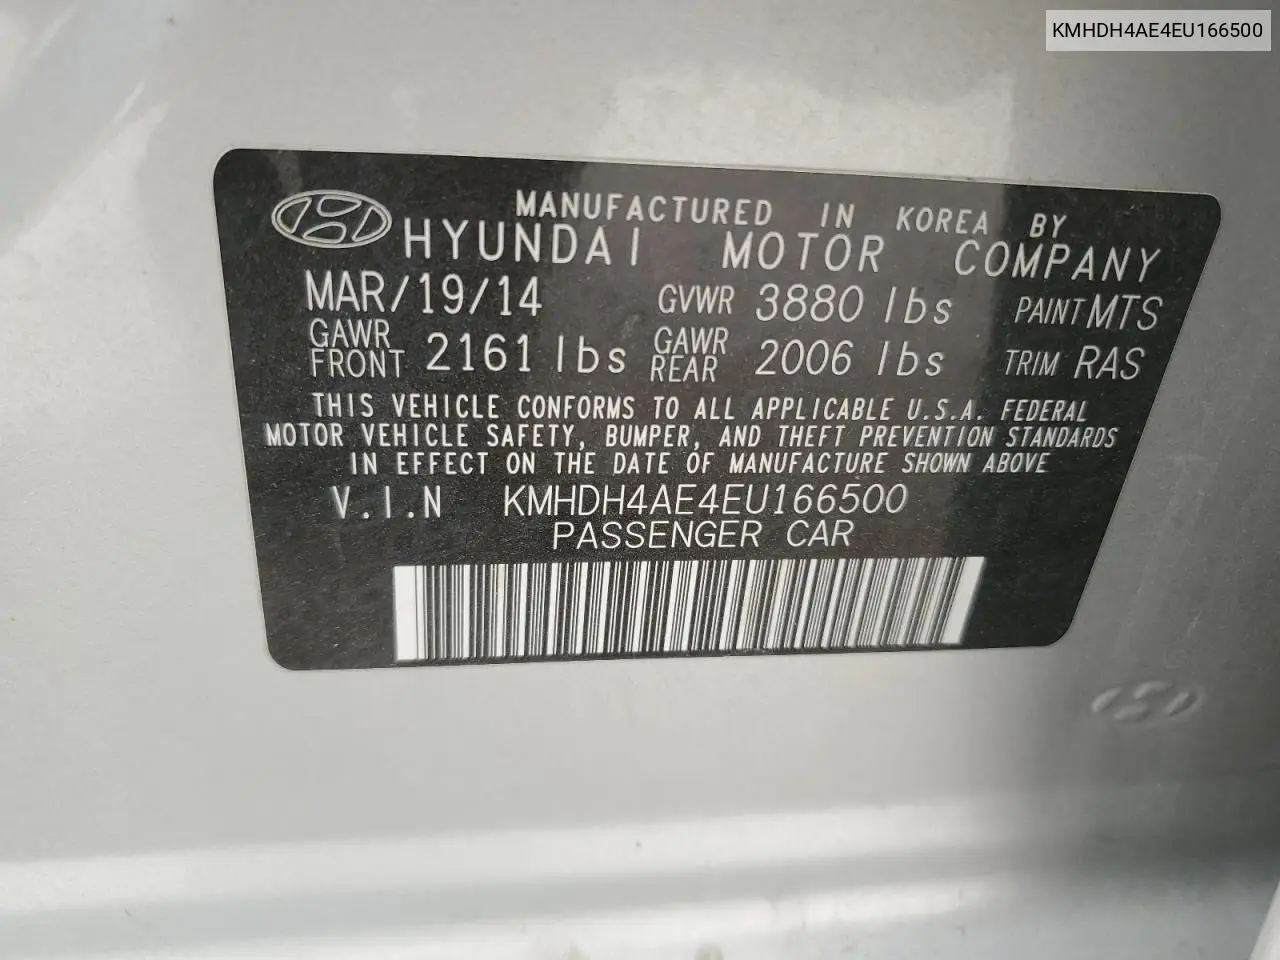 KMHDH4AE4EU166500
MANUFACTURED IN KOREA BY
HYUNDAI MOTOR COMPANY
MAR/19/14 GVWR 3880 lbs PAINT MTS
GAWR FRONT 2161 lbs GAWR REAR 2006 lbs TRIM RAS
THIS VEHICLE CONFORMS TO ALL APPLICABLE U.S.A. FEDERAL
MOTOR VEHICLE SAFETY, BUMPER, AND THEFT PREVENTION STANDARDS
IN EFFECT ON THE DATE OF MANUFACTURE SHOWN ABOVE
V.I.N KMHDH4AE4EU166500
PASSENGER CAR